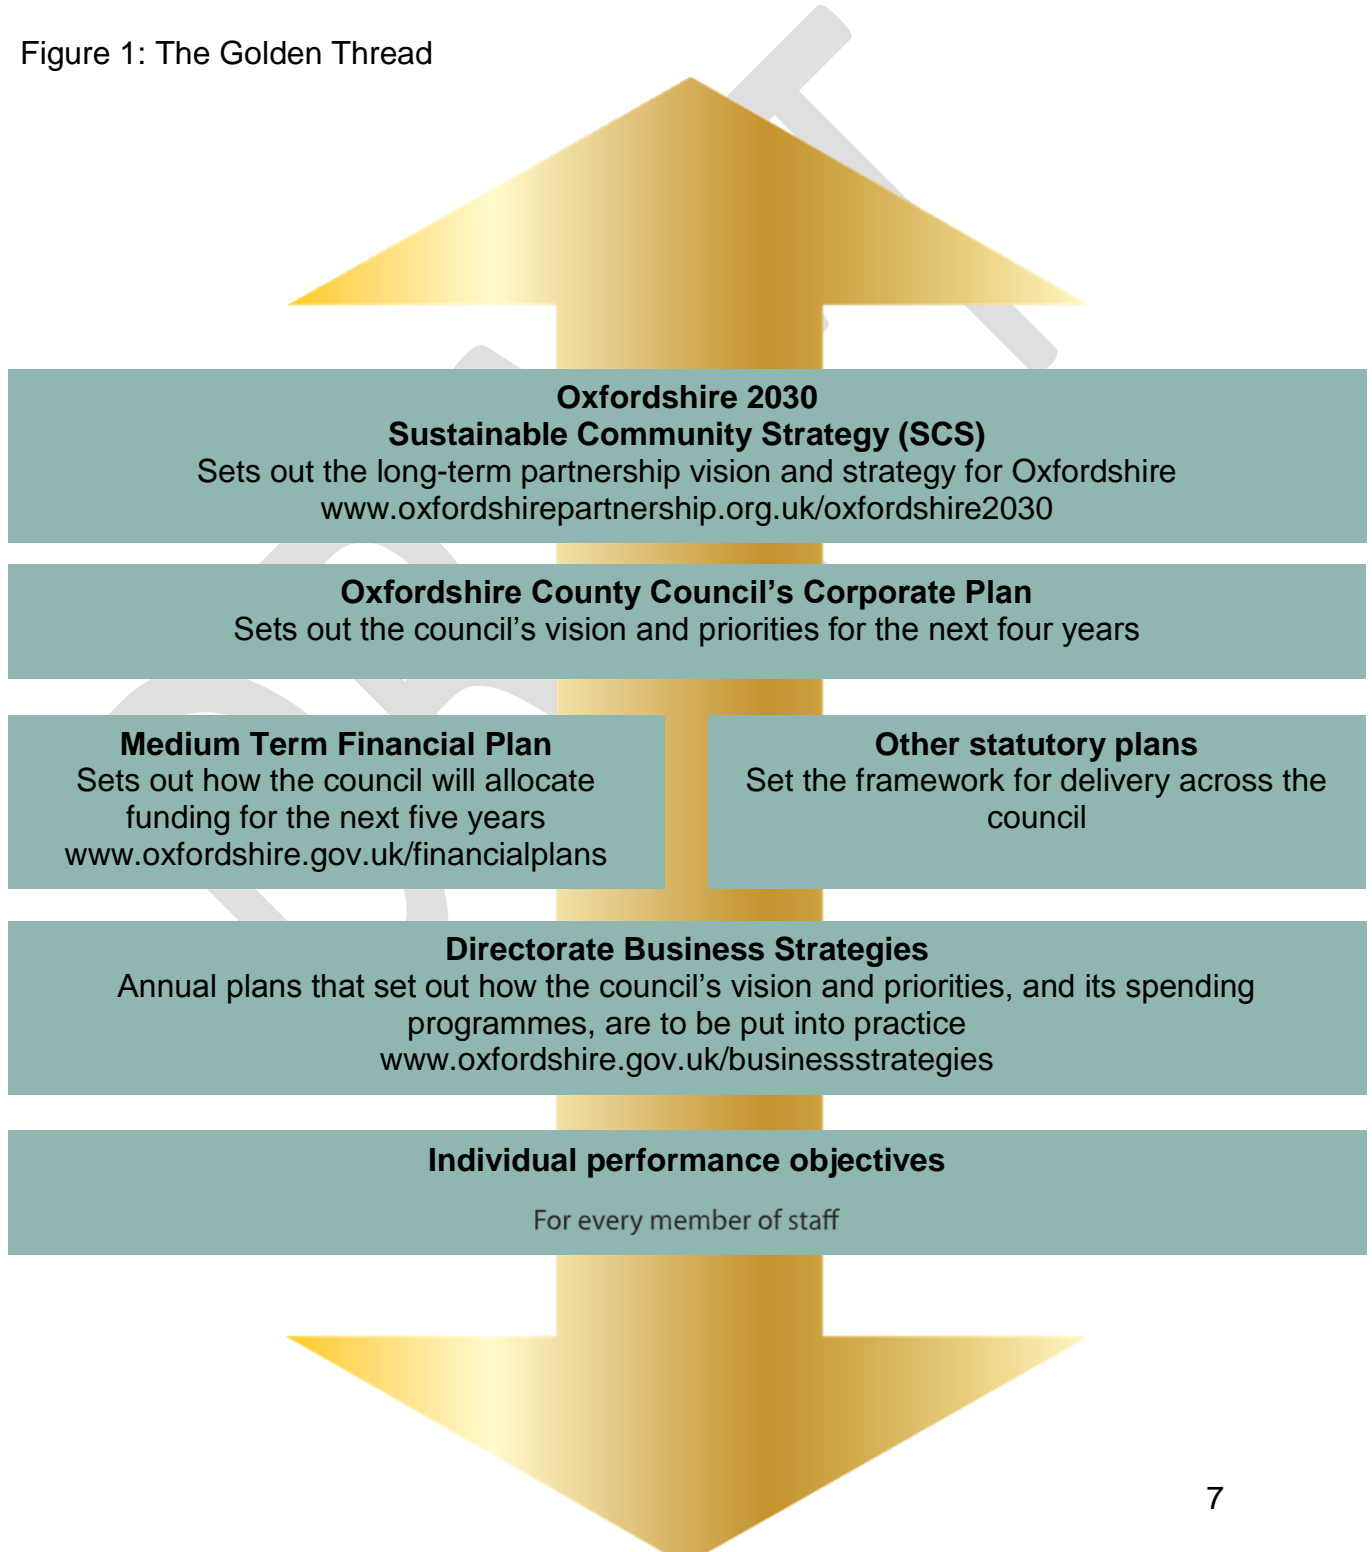 Figure 1: The Golden Thread
Oxfordshire 2030
Sustainable Community Strategy (SCS)
Sets out the long-term partnership vision and strategy for Oxfordshire
www.oxfordshirepartnership.org.uk/oxfordshire2030
Oxfordshire County Council’s Corporate Plan
Sets out the council’s vision and priorities for the next four years
Medium Term Financial Plan
Sets out how the council will allocate
funding for the next five years
www.oxfordshire.gov.uk/financialplans
Other statutory plans
Set the framework for delivery across the
council
Directorate Business Strategies
Annual plans that set out how the council’s vision and priorities, and its spending
programmes, are to be put into practice
www.oxfordshire.gov.uk/businessstrategies
Individual performance objectives
For every member of staff
7